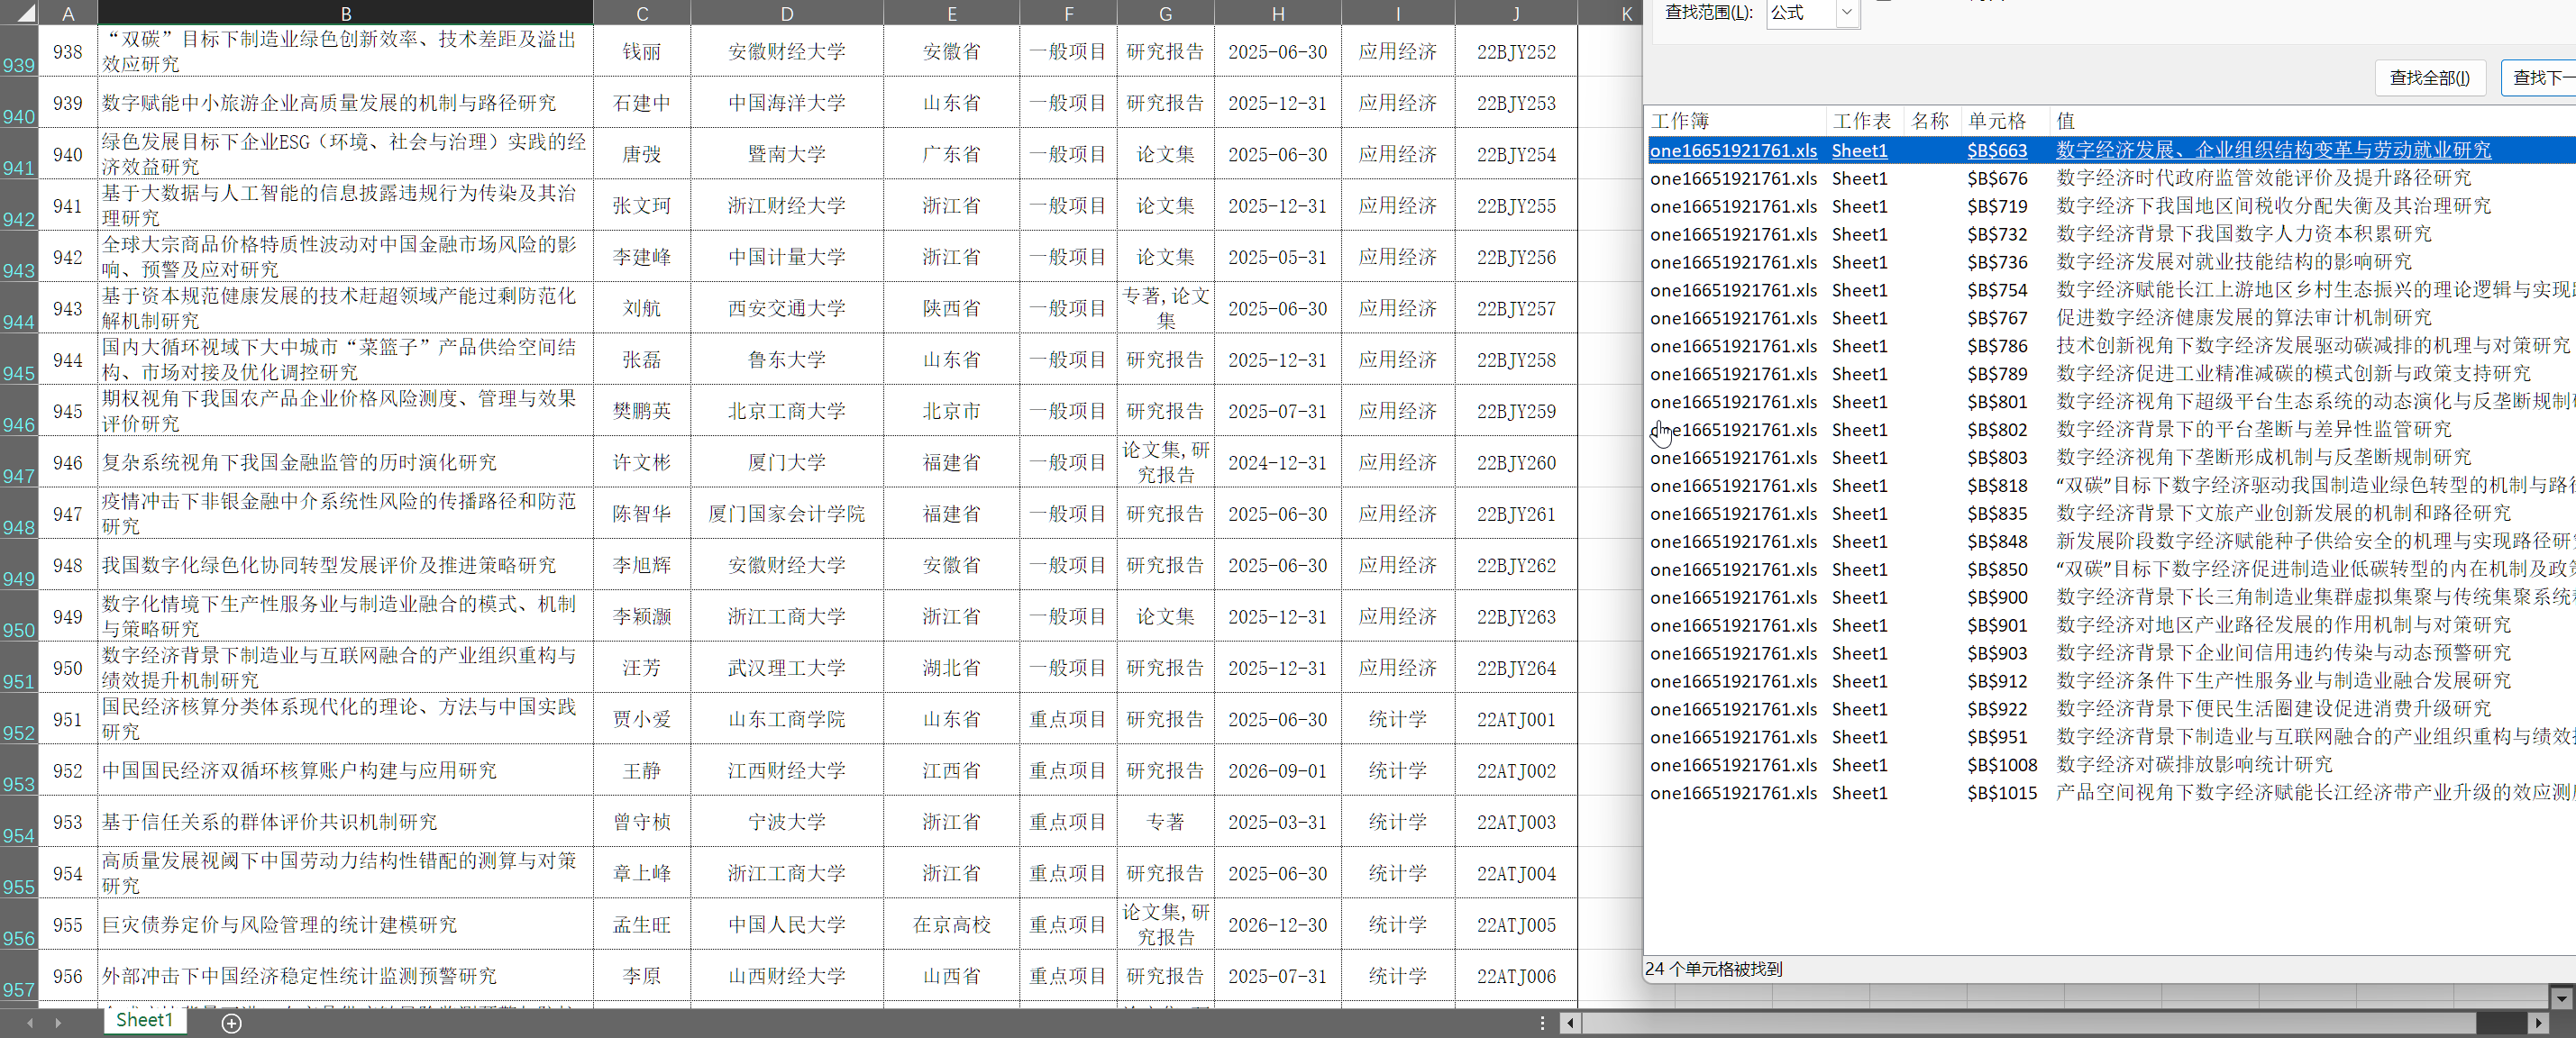 A B C D E F G H I J K
939 938 “双碳”目标下制造业绿色创新效率、技术差距及溢出 钱丽 安徽财经大学 安徽省 一般项目 研究报告 2025-06-30 应用经济 22BJY252
效应研究
940 939 数字赋能中小旅游企业高质量发展的机制与路径研究 石建中 中国海洋大学 山东省 一般项目 研究报告 2025-12-31 应用经济 22BJY253
941 940 绿色发展目标下企业ESG（环境、社会与治理）实践的经 唐弢 暨南大学 广东省 一般项目 论文集 2025-06-30 应用经济 22BJY254
济效益研究
942 941 基于大数据与人工智能的信息披露违规行为传染及其治 张文珂 浙江财经大学 浙江省 一般项目 论文集 2025-12-31 应用经济 22BJY255
理研究
943 942 全球大宗商品价格特质性波动对中国金融市场风险的影 李建峰 中国计量大学 浙江省 一般项目 论文集 2025-05-31 应用经济 22BJY256
响、预警及应对研究
944 943 基于资本规范健康发展的技术赶超领域产能过剩防范化 刘航 西安交通大学 陕西省 一般项目 专著,论文 2025-06-30 应用经济 22BJY257
解机制研究 集
945 944 国内大循环视域下大中城市“菜篮子”产品供给空间结 张磊 鲁东大学 山东省 一般项目 研究报告 2025-12-31 应用经济 22BJY258
构、市场对接及优化调控研究
946 945 期权视角下我国农产品企业价格风险测度、管理与效果 樊鹏英 北京工商大学 北京市 一般项目 研究报告 2025-07-31 应用经济 22BJY259
评价研究
947 946 复杂系统视角下我国金融监管的历时演化研究 许文彬 厦门大学 福建省 一般项目 论文集,研 2024-12-31 应用经济 22BJY260
究报告
948 947 疫情冲击下非银金融中介系统性风险的传播路径和防范 陈智华 厦门国家会计学院 福建省 一般项目 研究报告 2025-06-30 应用经济 22BJY261
研究
949 948 我国数字化绿色化协同转型发展评价及推进策略研究 李旭辉 安徽财经大学 安徽省 一般项目 研究报告 2025-06-30 应用经济 22BJY262
950 949 数字化情境下生产性服务业与制造业融合的模式、机制 李颖灏 浙江工商大学 浙江省 一般项目 论文集 2025-12-31 应用经济 22BJY263
与策略研究
951 950 数字经济背景下制造业与互联网融合的产业组织重构与 汪芳 武汉理工大学 湖北省 一般项目 研究报告 2025-12-31 应用经济 22BJY264
绩效提升机制研究
952 951 国民经济核算分类体系现代化的理论、方法与中国实践 贾小爱 山东工商学院 山东省 重点项目 研究报告 2025-06-30 统计学 22ATJ001
研究
953 952 中国国民经济双循环核算账户构建与应用研究 王静 江西财经大学 江西省 重点项目 研究报告 2026-09-01 统计学 22ATJ002
954 953 基于信任关系的群体评价共识机制研究 曾守桢 宁波大学 浙江省 重点项目 专著 2025-03-31 统计学 22ATJ003
955 954 高质量发展视阈下中国劳动力结构性错配的测算与对策 章上峰 浙江工商大学 浙江省 重点项目 研究报告 2025-06-30 统计学 22ATJ004
研究
956 955 巨灾债券定价与风险管理的统计建模研究 孟生旺 中国人民大学 在京高校 重点项目 论文集,研 2026-12-30 统计学 22ATJ005
究报告
957 956 外部冲击下中国经济稳定性统计监测预警研究 李原 山西财经大学 山西省 重点项目 研究报告 2025-07-31 统计学 22ATJ006
Sheet1
查找范围(L): 公式
查找全部(I) 查找下一
工作簿 工作表 名称 单元格 值
one16651921761.xls Sheet1 $B$663 数字经济发展、企业组织结构变革与劳动就业研究
one16651921761.xls Sheet1 $B$676 数字经济时代政府监管效能评价及提升路径研究
one16651921761.xls Sheet1 $B$719 数字经济下我国地区间税收分配失衡及其治理研究
one16651921761.xls Sheet1 $B$732 数字经济背景下我国数字人力资本积累研究
one16651921761.xls Sheet1 $B$736 数字经济发展对就业技能结构的影响研究
one16651921761.xls Sheet1 $B$754 数字经济赋能长江上游地区乡村生态振兴的理论逻辑与实现
one16651921761.xls Sheet1 $B$767 促进数字经济健康发展的算法审计机制研究
one16651921761.xls Sheet1 $B$786 技术创新视角下数字经济发展驱动碳减排的机理与对策研究
one16651921761.xls Sheet1 $B$789 数字经济促进工业精准减碳的模式创新与政策支持研究
one16651921761.xls Sheet1 $B$801 数字经济视角下超级平台生态系统的动态演化与反垄断规制
one16651921761.xls Sheet1 $B$802 数字经济背景下的平台垄断与差异性监管研究
one16651921761.xls Sheet1 $B$803 数字经济视角下垄断形成机制与反垄断规制研究
one16651921761.xls Sheet1 $B$818 “双碳”目标下数字经济驱动我国制造业绿色转型的机制与路
one16651921761.xls Sheet1 $B$835 数字经济背景下文旅产业创新发展的机制和路径研究
one16651921761.xls Sheet1 $B$848 新发展阶段数字经济赋能种子供给安全的机理与实现路径研
one16651921761.xls Sheet1 $B$850 “双碳”目标下数字经济促进制造业低碳转型的内在机制及政
one16651921761.xls Sheet1 $B$900 数字经济背景下长三角制造业集群虚拟集聚与传统集聚系统
one16651921761.xls Sheet1 $B$901 数字经济对地区产业路径发展的作用机制与对策研究
one16651921761.xls Sheet1 $B$903 数字经济背景下企业间信用违约传染与动态预警研究
one16651921761.xls Sheet1 $B$912 数字经济条件下生产性服务业与制造业融合发展研究
one16651921761.xls Sheet1 $B$922 数字经济背景下便民生活圈建设促进消费升级研究
one16651921761.xls Sheet1 $B$951 数字经济背景下制造业与互联网融合的产业组织重构与绩效
one16651921761.xls Sheet1 $B$1008 数字经济对碳排放影响统计研究
one16651921761.xls Sheet1 $B$1015 产品空间视角下数字经济赋能长江经济带产业升级的效应测
24 个单元格被找到